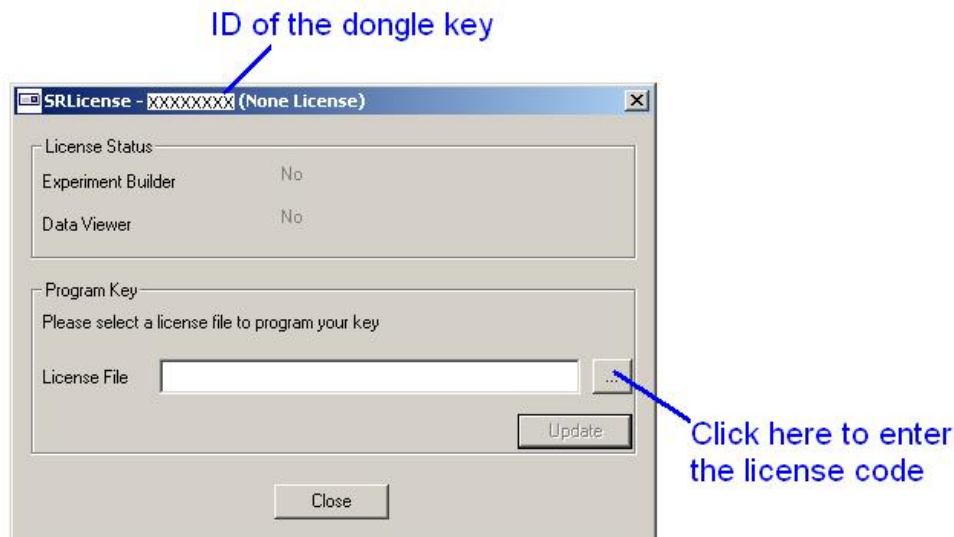 ID of the dongle key
SRLicense - XXXXXXXX (None License)
License Status
Experiment Builder No
Data Viewer No
Program Key
Please select a license file to program your key
License File ...
Update
Click here to enter
the license code
Close